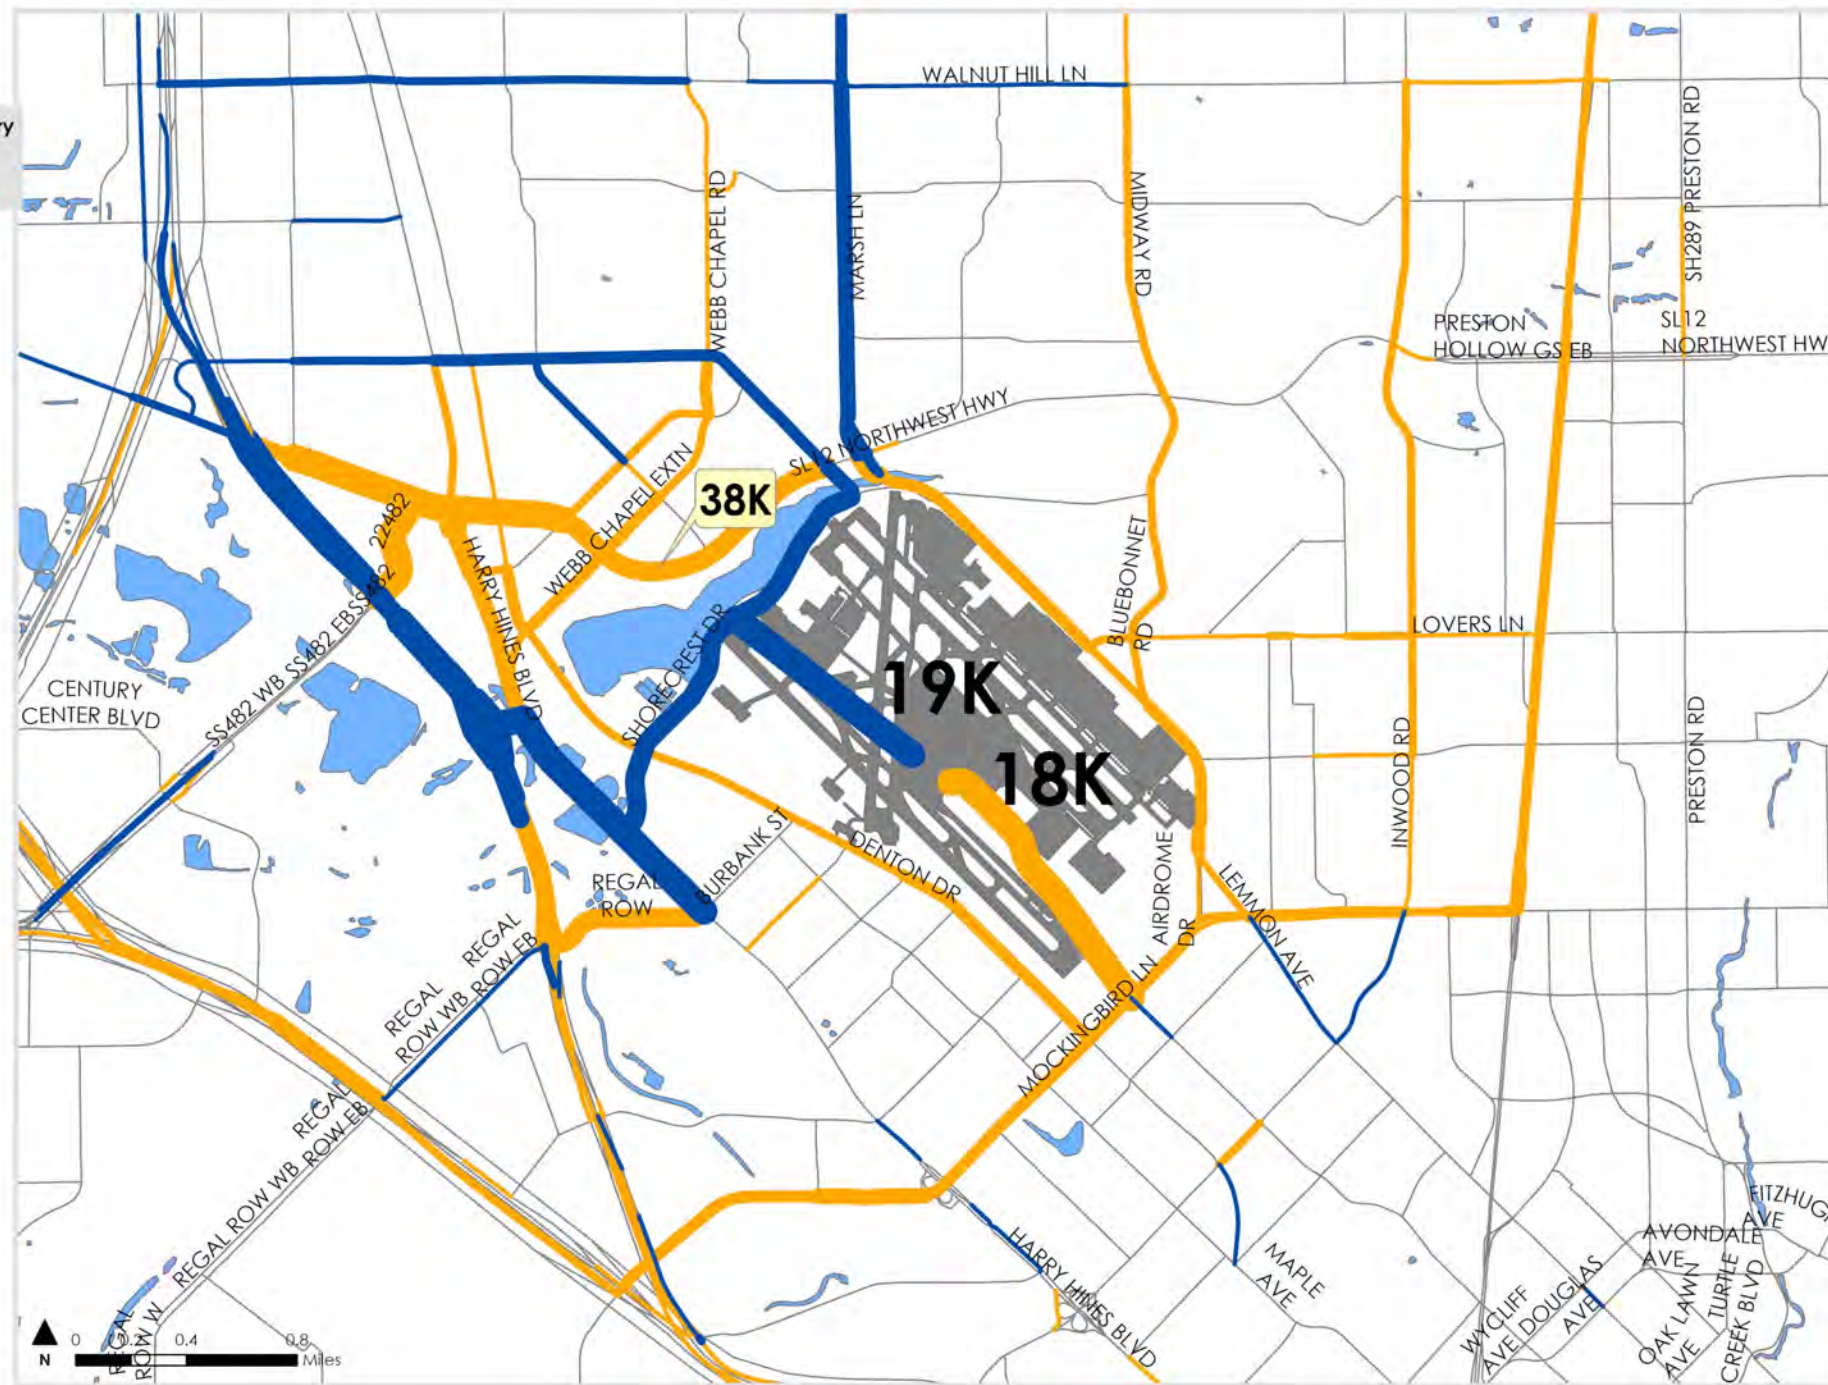 WALNUT HILL LN
ry
WEBB CHAPEL RD
MARSH LN
MIDWAY RD
SH289 PRESTON RD
PRESTON
HOLLOW GS EB
SL12
NORTHWEST HW
SL12 NORTHWEST HWY
WEBB CHAPEL EXTN
38K
22482
HARRY HINES BLVD
SS482 WB SS482 EBSS482
BLUEBONNET
RD
LOVERS LN
SHORECREST DR
CENTURY
CENTER BLVD
19K
18K
INWOOD RD
PRESTON RD
BURBANK ST
DENTON DR
AIRDROME
DR
LEMMON AVE
REGAL
ROW
REGAL
ROW EB
REGAL
ROW WB
MOCKINGBIRD LN
REGAL
ROW EB
REGAL ROW WB
REGAL
ROW W
HARRY HINES BLVD
MAPLE
AVE
WYCLIFF
AVE
DOUGLAS
AVE
OAK LAWN
AVE
TURTLE
CREEK BLVD
AVONDALE
AVE
FITZHUG
AVE
N
0 0.2 0.4 0.8
Miles